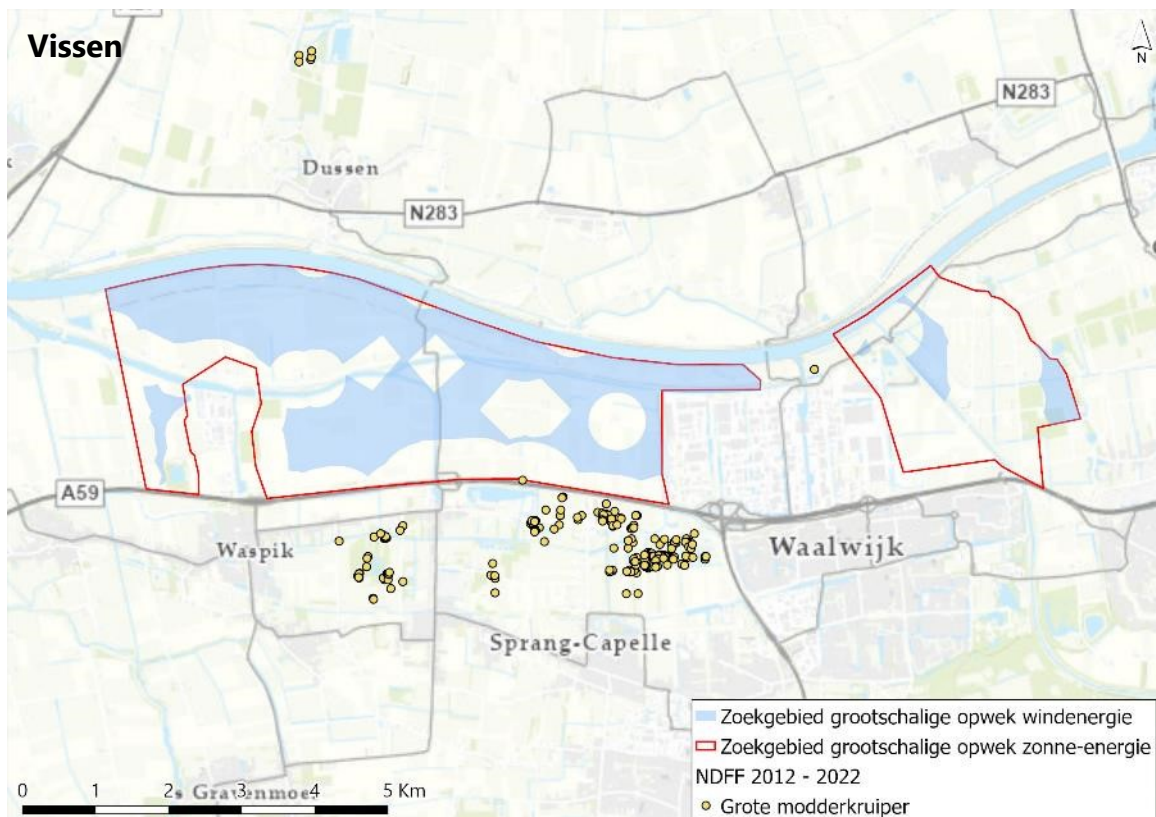 Vissen
N
N283
Dussen
N283
A59
Waspik
Waalwijk
Sprang-Capelle
Zoekgebied grootschalige opwek windenergie
Zoekgebied grootschalige opwek zonne-energie
NDFF 2012 - 2022
Grote modderkruiper
0 1 2 3 4 5 Km
's Gravenmoer